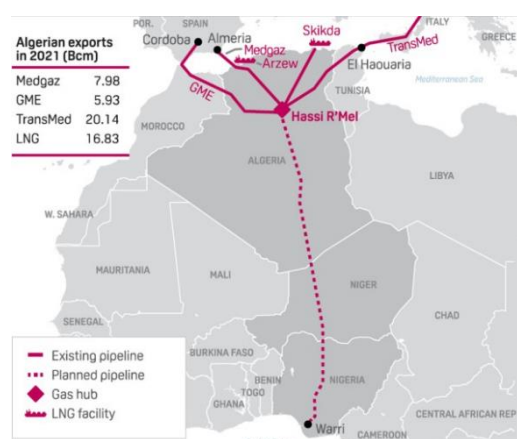 POR.
SPAIN
ITALY
GREECE
Algerian exports
in 2021 (Bcm)
Medgaz 7.98
GME 5.93
TransMed 20.14
LNG 16.83
Cordoba
Almeria
Medgaz
Arzew
Skikda
TransMed
El Haouaria
Mediterranean Sea
GME
TUNISIA
Hassi R'Mel
MOROCCO
ALGERIA
LIBYA
W. SAHARA
MAURITANIA
MALI
NIGER
CHAD
SENEGAL
BURKINA FASO
BENIN
NIGERIA
TOGO
GHANA
CENTRAL AFRICAN REP
Warri
CAMEROON
Existing pipeline
Planned pipeline
Gas hub
LNG facility